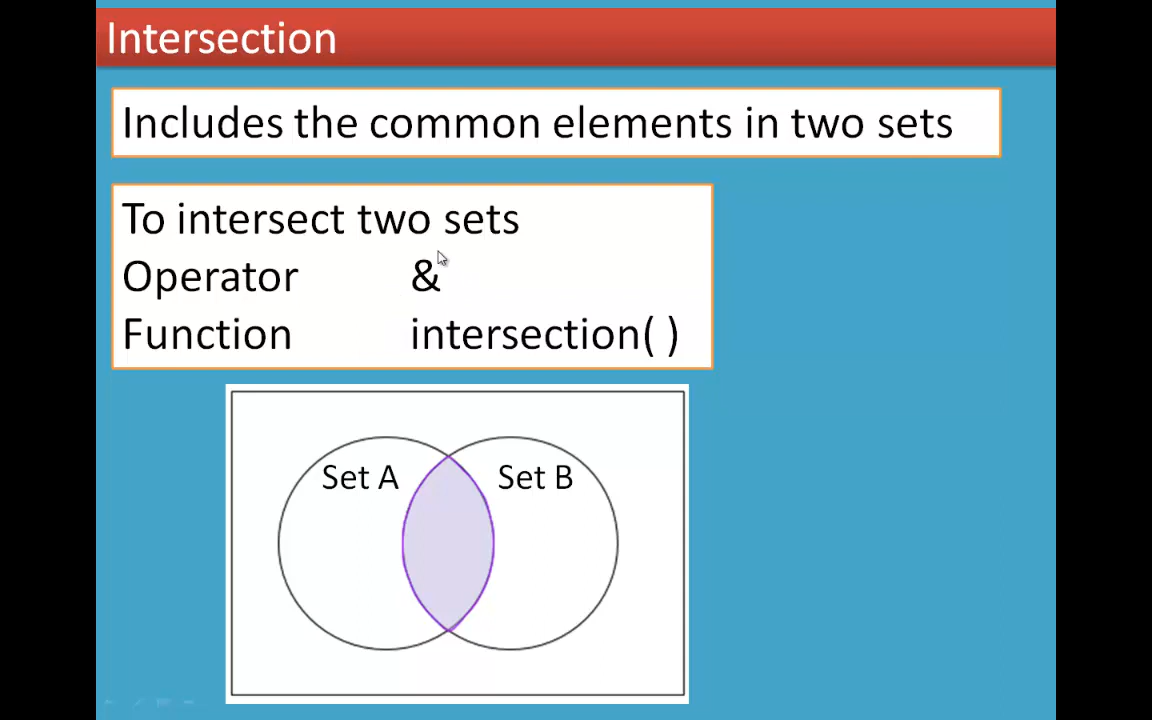 Intersection
Includes the common elements in two sets
To intersect two sets
Operator &
Function intersection( )
Set A Set B